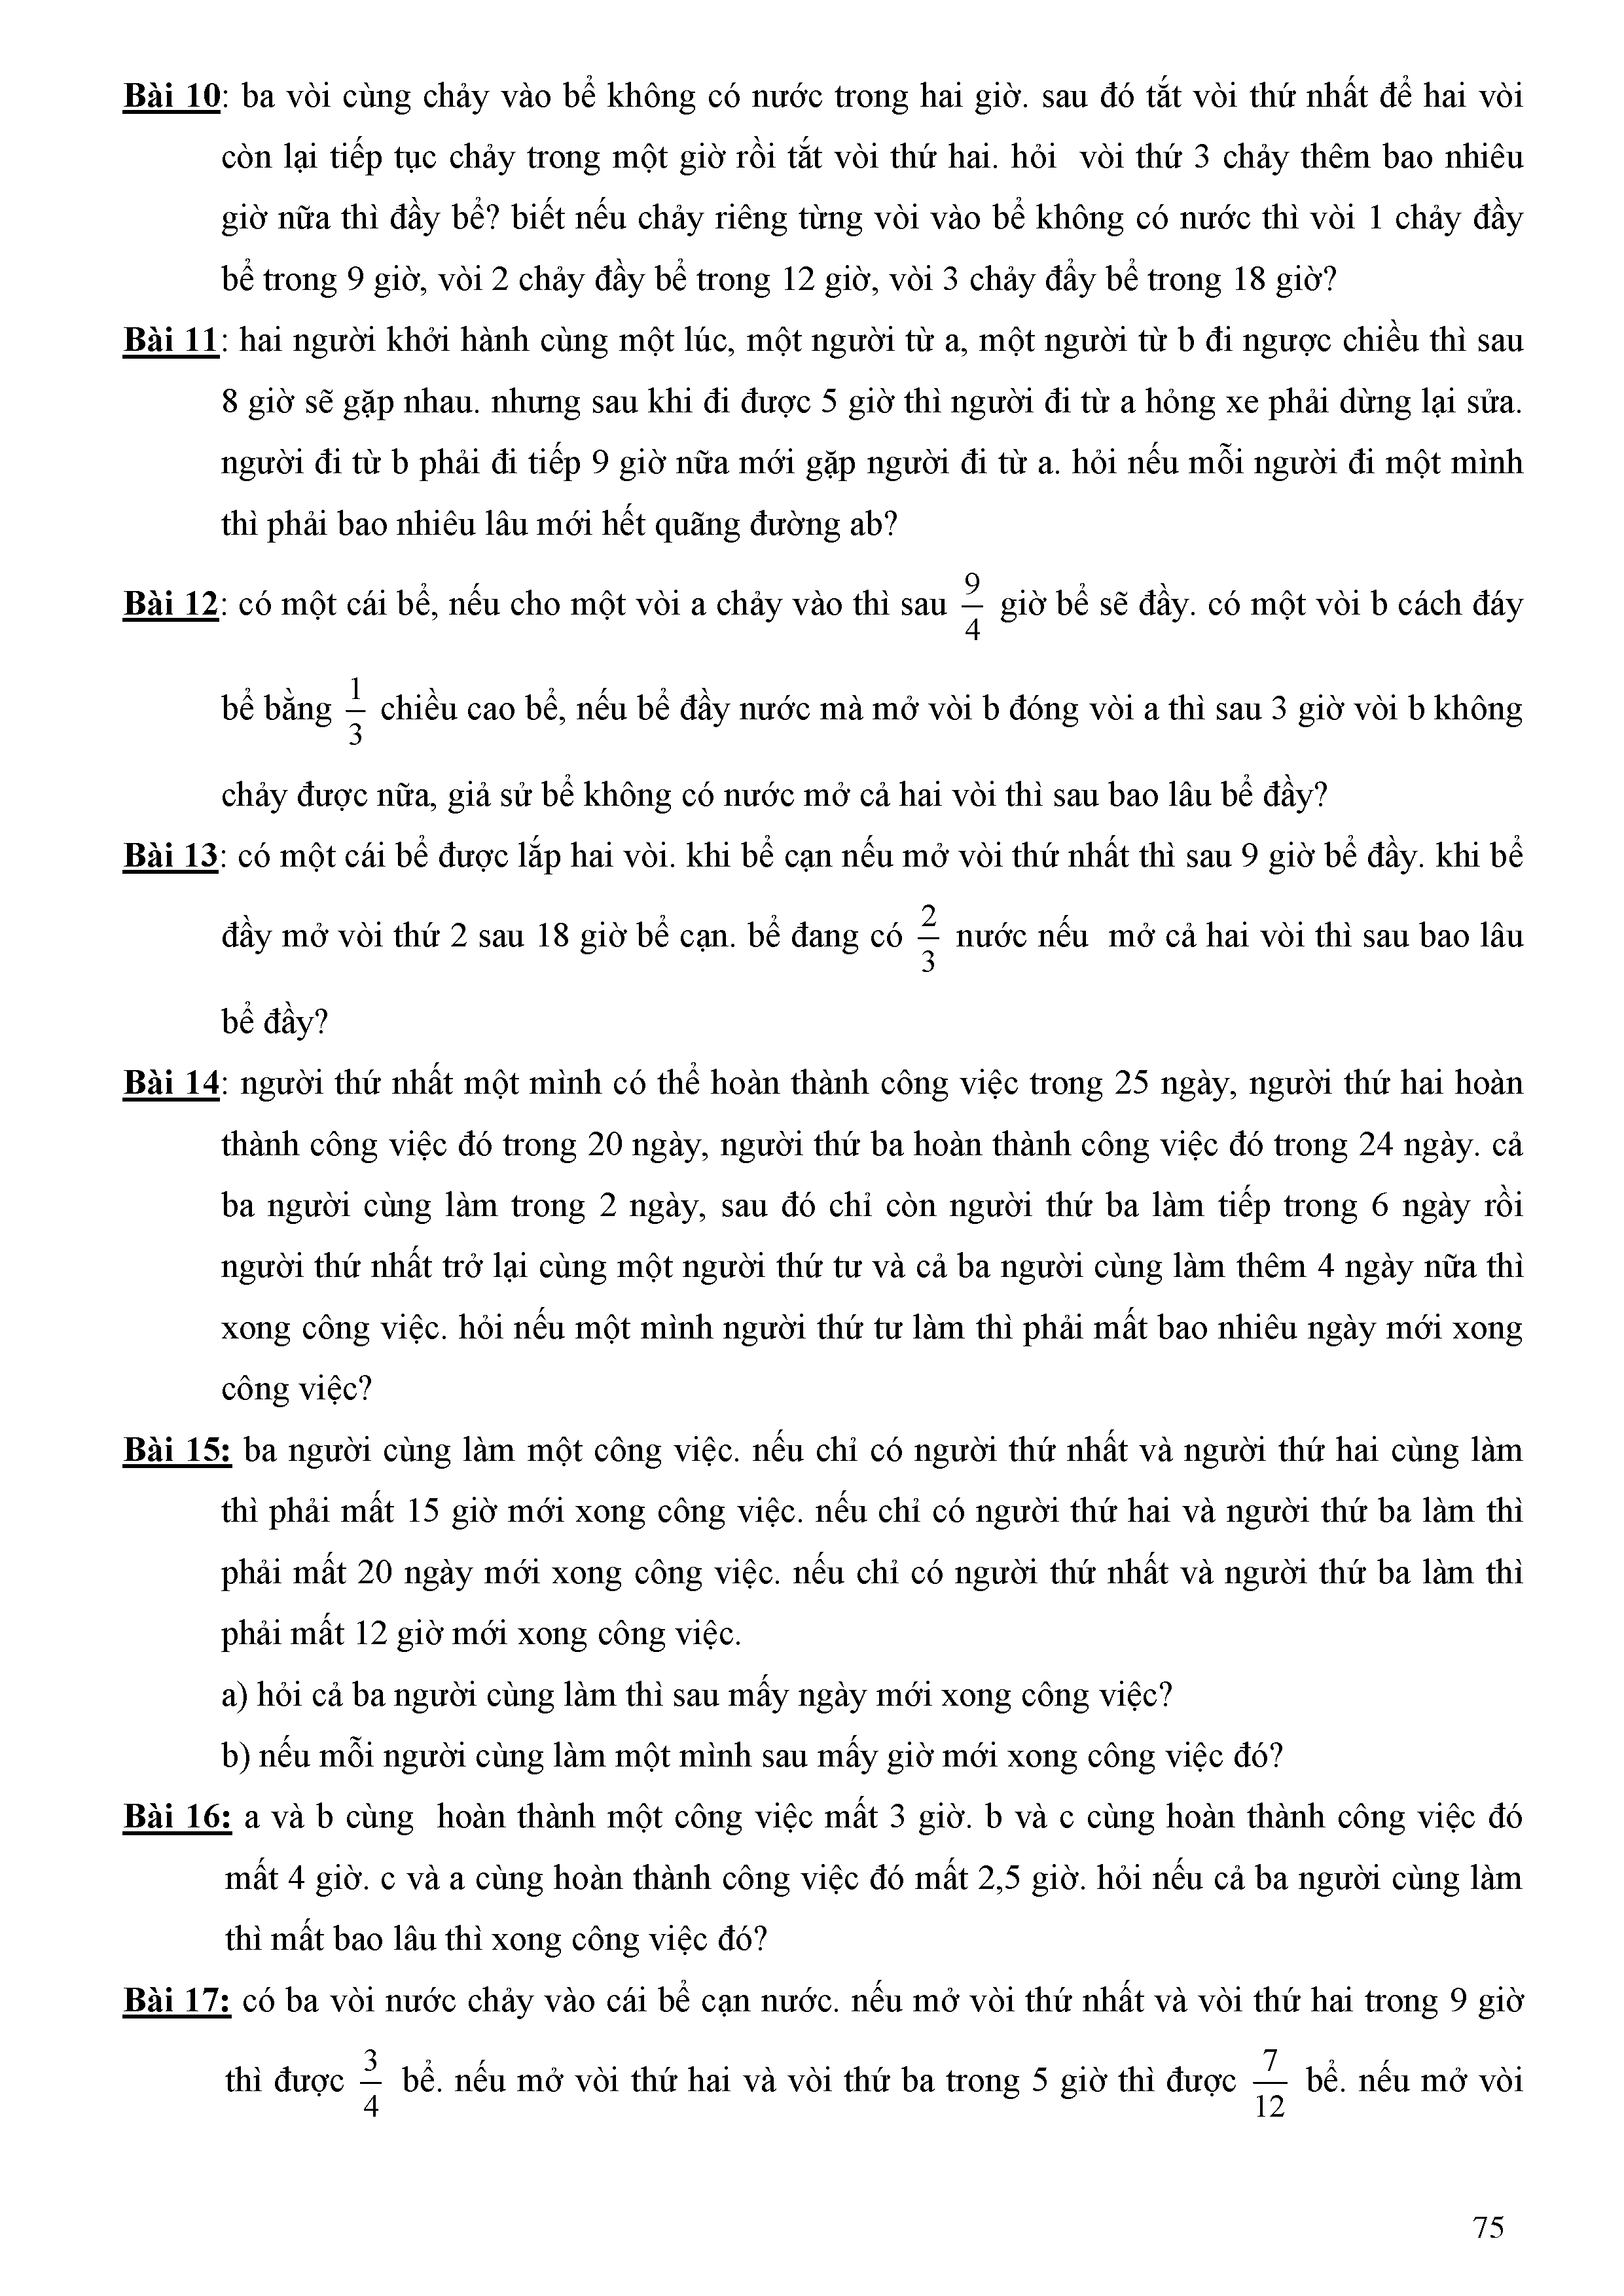 Bài 10: ba vòi cùng chảy vào bể không có nước trong hai giờ. sau đó tắt vòi thứ nhất để hai vòi
còn lại tiếp tục chảy trong một giờ rồi tắt vòi thứ hai. hỏi vòi thứ 3 chảy thêm bao nhiêu
giờ nữa thì đầy bể? biết nếu chảy riêng từng vòi vào bể không có nước thì vòi 1 chảy đầy
bể trong 9 giờ, vòi 2 chảy đầy bể trong 12 giờ, vòi 3 chảy đẩy bể trong 18 giờ?
Bài 11: hai người khởi hành cùng một lúc, một người từ a, một người từ b đi ngược chiều thì sau
8 giờ sẽ gặp nhau. nhưng sau khi đi được 5 giờ thì người đi từ a hỏng xe phải dừng lại sửa.
người đi từ b phải đi tiếp 9 giờ nữa mới gặp người đi từ a. hỏi nếu mỗi người đi một mình
thì phải bao nhiêu lâu mới hết quãng đường ab?
Bài 12: có một cái bể, nếu cho một vòi a chảy vào thì sau 9/4 giờ bể sẽ đầy. có một vòi b cách đáy
bể bằng 1/3 chiều cao bể, nếu bể đầy nước mà mở vòi b đóng vòi a thì sau 3 giờ vòi b không
chảy được nữa, giả sử bể không có nước mở cả hai vòi thì sau bao lâu bể đầy?
Bài 13: có một cái bể được lắp hai vòi. khi bể cạn nếu mở vòi thứ nhất thì sau 9 giờ bể đầy. khi bể
đầy mở vòi thứ 2 sau 18 giờ bể cạn. bể đang có 2/3 nước nếu mở cả hai vòi thì sau bao lâu
bể đầy?
Bài 14: người thứ nhất một mình có thể hoàn thành công việc trong 25 ngày, người thứ hai hoàn
thành công việc đó trong 20 ngày, người thứ ba hoàn thành công việc đó trong 24 ngày. cả
ba người cùng làm trong 2 ngày, sau đó chỉ còn người thứ ba làm tiếp trong 6 ngày rồi
người thứ nhất trở lại cùng một người thứ tư và cả ba người cùng làm thêm 4 ngày nữa thì
xong công việc. hỏi nếu một mình người thứ tư làm thì phải mất bao nhiêu ngày mới xong
công việc?
Bài 15: ba người cùng làm một công việc. nếu chỉ có người thứ nhất và người thứ hai cùng làm
thì phải mất 15 giờ mới xong công việc. nếu chỉ có người thứ hai và người thứ ba làm thì
phải mất 20 ngày mới xong công việc. nếu chỉ có người thứ nhất và người thứ ba làm thì
phải mất 12 giờ mới xong công việc.
a) hỏi cả ba người cùng làm thì sau mấy ngày mới xong công việc?
b) nếu mỗi người cùng làm một mình sau mấy giờ mới xong công việc đó?
Bài 16: a và b cùng hoàn thành một công việc mất 3 giờ. b và c cùng hoàn thành công việc đó
mất 4 giờ. c và a cùng hoàn thành công việc đó mất 2,5 giờ. hỏi nếu cả ba người cùng làm
thì mất bao lâu thì xong công việc đó?
Bài 17: có ba vòi nước chảy vào cái bể cạn nước. nếu mở vòi thứ nhất và vòi thứ hai trong 9 giờ
thì được 3/4 bể. nếu mở vòi thứ hai và vòi thứ ba trong 5 giờ thì được 7/12 bể. nếu mở vòi
75